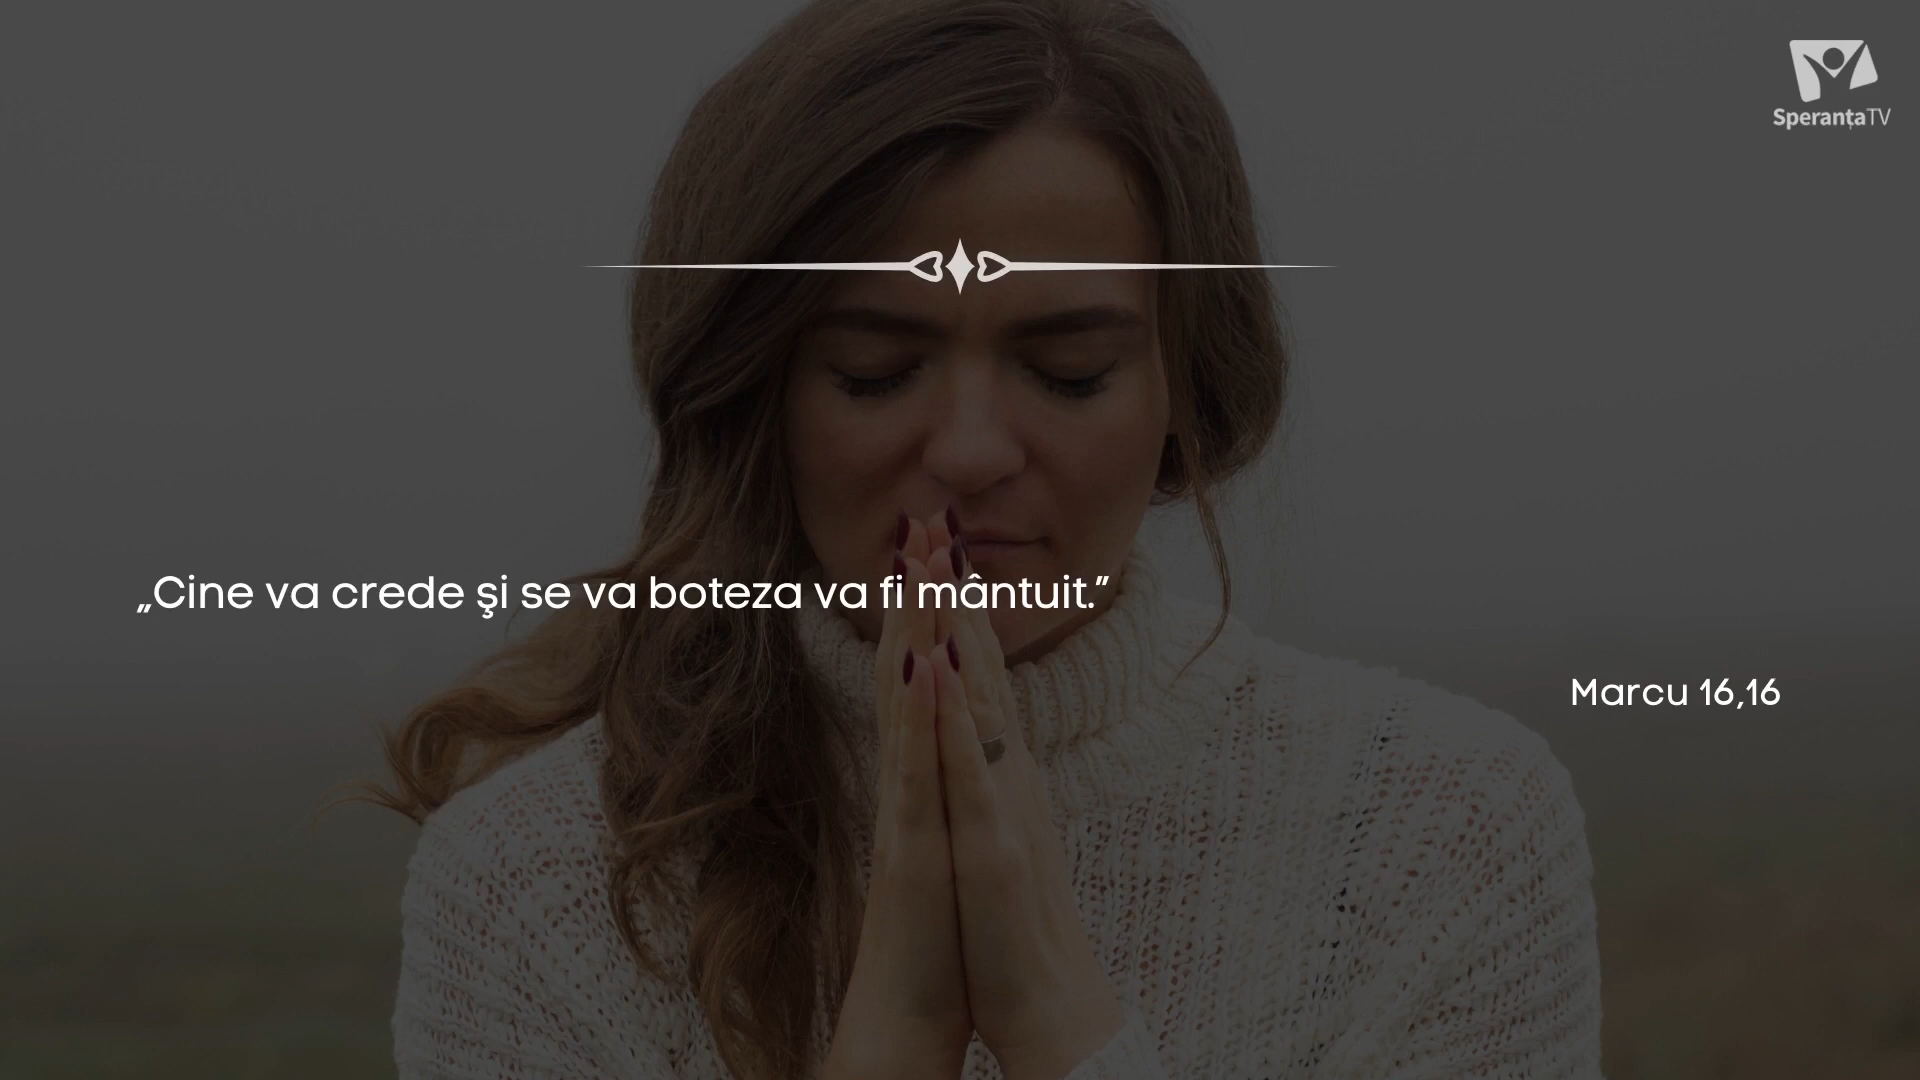 SperanțaTV
„Cine va crede şi se va boteza va fi mântuit.”
Marcu 16,16